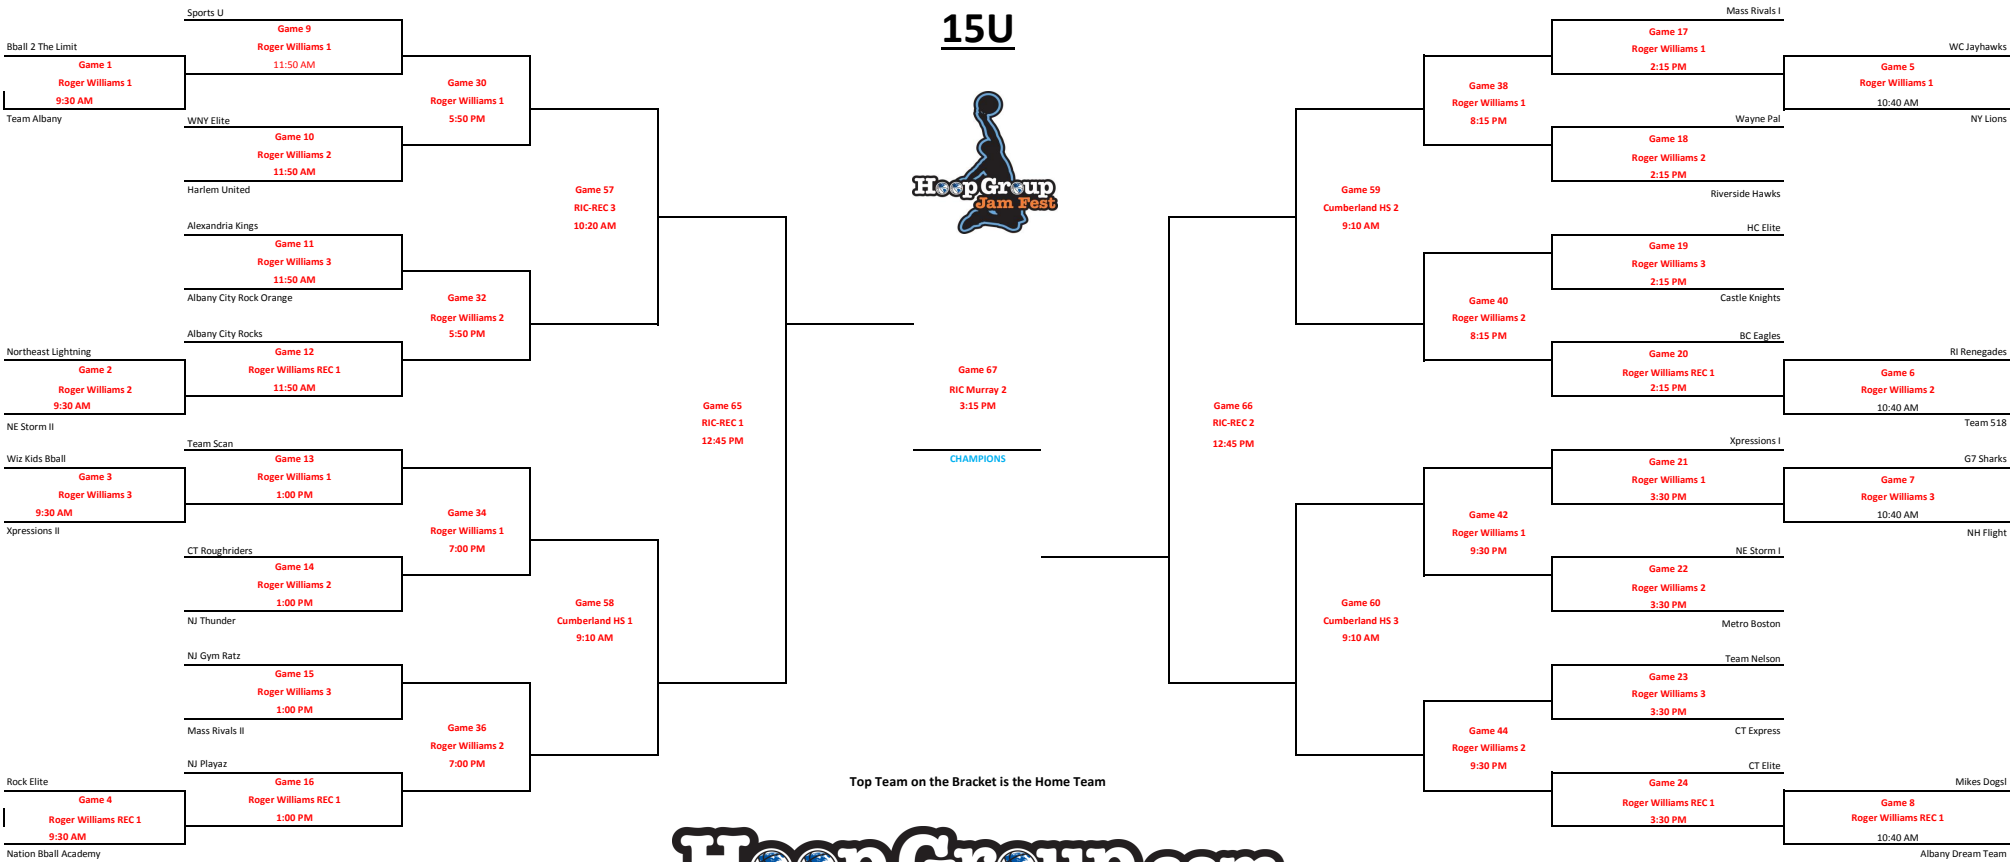 15U
Hoop Group
Jam Fest
Sports U
Game 9
Roger Williams 1
11:50 AM
Bball 2 The Limit
Game 1
Roger Williams 1
9:30 AM
Team Albany
Game 30
Roger Williams 1
5:50 PM
WNY Elite
Game 10
Roger Williams 2
11:50 AM
Harlem United
Game 57
RIC-REC 3
10:20 AM
Alexandria Kings
Game 11
Roger Williams 3
11:50 AM
Albany City Rock Orange
Game 32
Roger Williams 2
5:50 PM
Albany City Rocks
Game 12
Roger Williams REC 1
11:50 AM
Northeast Lightning
Game 2
Roger Williams 2
9:30 AM
NE Storm II
Game 65
RIC-REC 1
12:45 PM
Team Scan
Game 13
Roger Williams 1
1:00 PM
Wiz Kids Bball
Game 3
Roger Williams 3
9:30 AM
Xpressions II
Game 34
Roger Williams 1
7:00 PM
CT Roughriders
Game 14
Roger Williams 2
1:00 PM
NJ Thunder
Game 58
Cumberland HS 1
9:10 AM
NJ Gym Ratz
Game 15
Roger Williams 3
1:00 PM
Mass Rivals II
Game 36
Roger Williams 2
7:00 PM
NJ Playaz
Game 16
Roger Williams REC 1
1:00 PM
Rock Elite
Game 4
Roger Williams REC 1
9:30 AM
Nation Bball Academy
Game 67
RIC Murray 2
3:15 PM
CHAMPIONS
Mass Rivals I
Game 17
Roger Williams 1
2:15 PM
WC Jayhawks
Game 5
Roger Williams 1
10:40 AM
NY Lions
Game 38
Roger Williams 1
8:15 PM
Wayne Pal
Game 18
Roger Williams 2
2:15 PM
Riverside Hawks
Game 59
Cumberland HS 2
9:10 AM
HC Elite
Game 19
Roger Williams 3
2:15 PM
Castle Knights
Game 40
Roger Williams 2
8:15 PM
BC Eagles
Game 20
Roger Williams REC 1
2:15 PM
RI Renegades
Game 6
Roger Williams 2
10:40 AM
Team 518
Game 66
RIC-REC 2
12:45 PM
Xpressions I
Game 21
Roger Williams 1
3:30 PM
G7 Sharks
Game 7
Roger Williams 3
10:40 AM
NH Flight
Game 42
Roger Williams 1
9:30 PM
NE Storm I
Game 22
Roger Williams 2
3:30 PM
Metro Boston
Game 60
Cumberland HS 3
9:10 AM
Team Nelson
Game 23
Roger Williams 3
3:30 PM
CT Express
Game 44
Roger Williams 2
9:30 PM
CT Elite
Game 24
Roger Williams REC 1
3:30 PM
Mikes DogsI
Game 8
Roger Williams REC 1
10:40 AM
Albany Dream Team
Top Team on the Bracket is the Home Team
HoopGroup.com